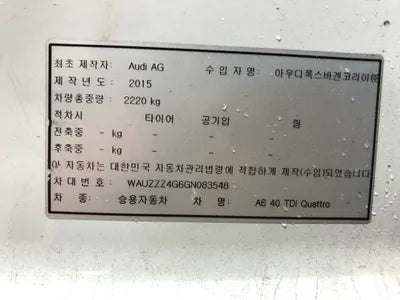 최초 제작자: Audi AG 수 입 자 명: 아우디폭스바겐코리아㈜
제 작 년 도 : 2015
차량총중량 : 2220 kg
적차시 타이어 공기압 형
전축중 - kg
후축중 - kg
이 자동차는 대한민국 자동차관리법령에 적합하게 제작(수입)되었습니다.
차 대 번 호 : WAUZZZ4G6GN083548
차 종: 승용자동차 차 명: A6 40 TDI Quattro